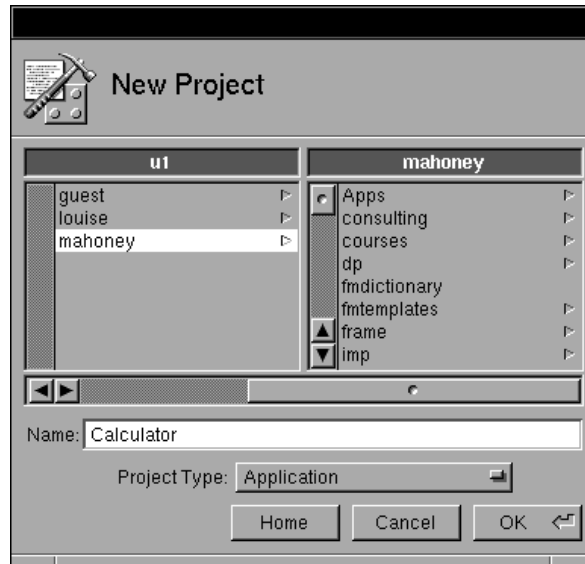 New Project
u1
mahoney
guest
louise
mahoney
Apps
consulting
courses
dp
fmdictionary
fmtemplates
frame
imp
Name: Calculator
Project Type: Application
Home Cancel OK